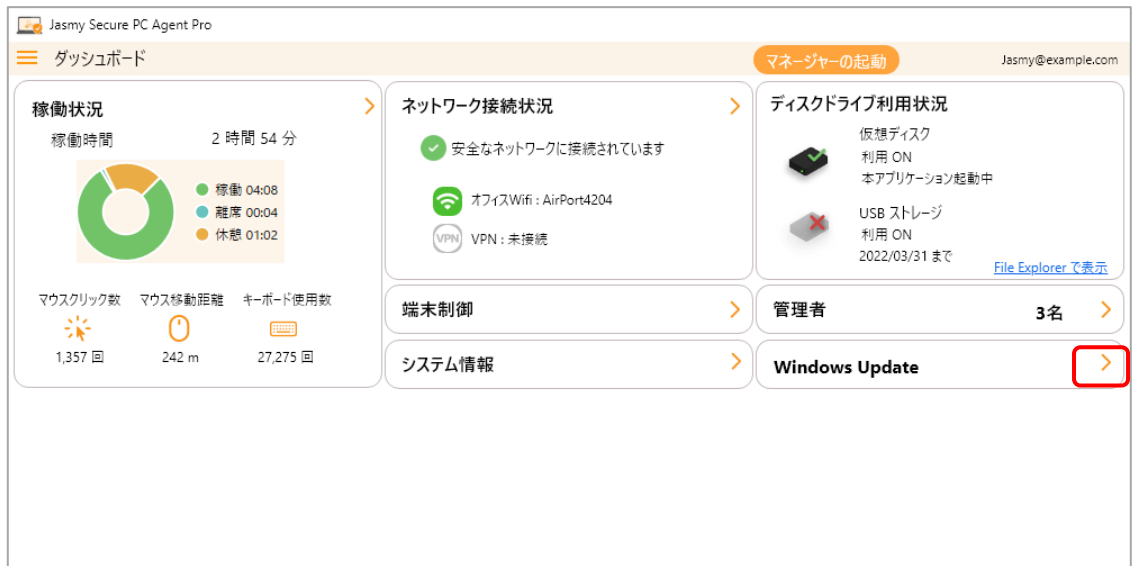 Jasmy Secure PC Agent Pro
ダッシュボード
マネージャーの起動
Jasmy@example.com
稼働状況
稼働時間 2 時間 54 分
稼働 04:08
離席 00:04
休憩 01:02
マウスクリック数 マウス移動距離 キーボード使用数
1,357 回 242 m 27,275 回
ネットワーク接続状況
安全なネットワークに接続されています
オフィスWifi : AirPort4204
VPN VPN : 未接続
ディスクドライブ利用状況
仮想ディスク
利用 ON
本アプリケーション起動中
USB ストレージ
利用 ON
2022/03/31 まで
File Explorer で表示
端末制御
管理者 3名
システム情報
Windows Update